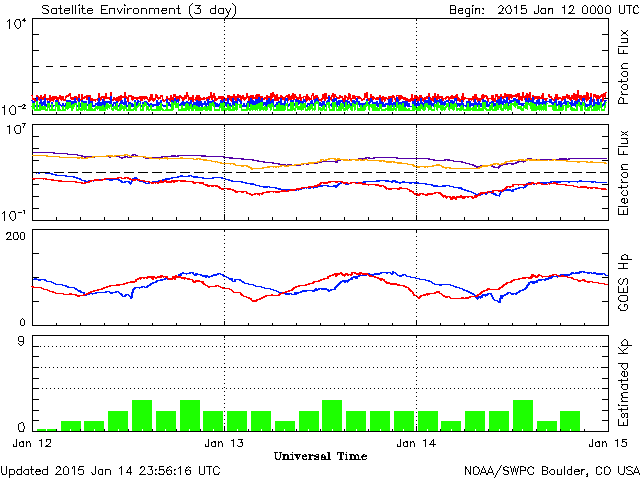 Satellite Environment (3 day) Begin: 2015 Jan 12 0000 UTC
10^4
10^-2
Proton Flux
10^7
10^-1
Electron Flux
200
0
GOES Hp
9
0
Estimated Kp
Jan 12 Jan 13 Jan 14 Jan 15
Universal Time
Updated 2015 Jan 14 23:56:16 UTC NOAA/SWPC Boulder, CO USA